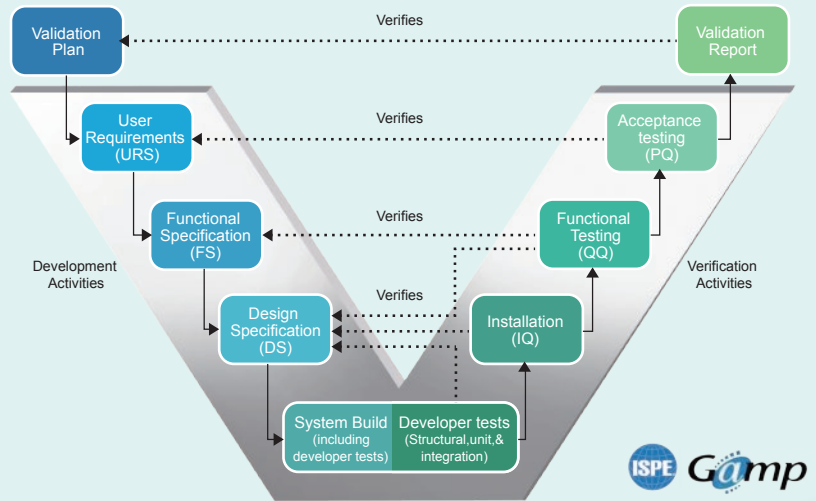 Validation
Plan
Verifies
Validation
Report
User
Requirements
(URS)
Verifies
Acceptance
testing
(PQ)
Functional
Specification
(FS)
Verifies
Functional
Testing
(QQ)
Development
Activities
Verification
Activities
Design
Specification
(DS)
Verifies
Installation
(IQ)
System Build
(including
developer tests)
Developer tests
(Structural,unit,&
integration)
ISPE
Gamp